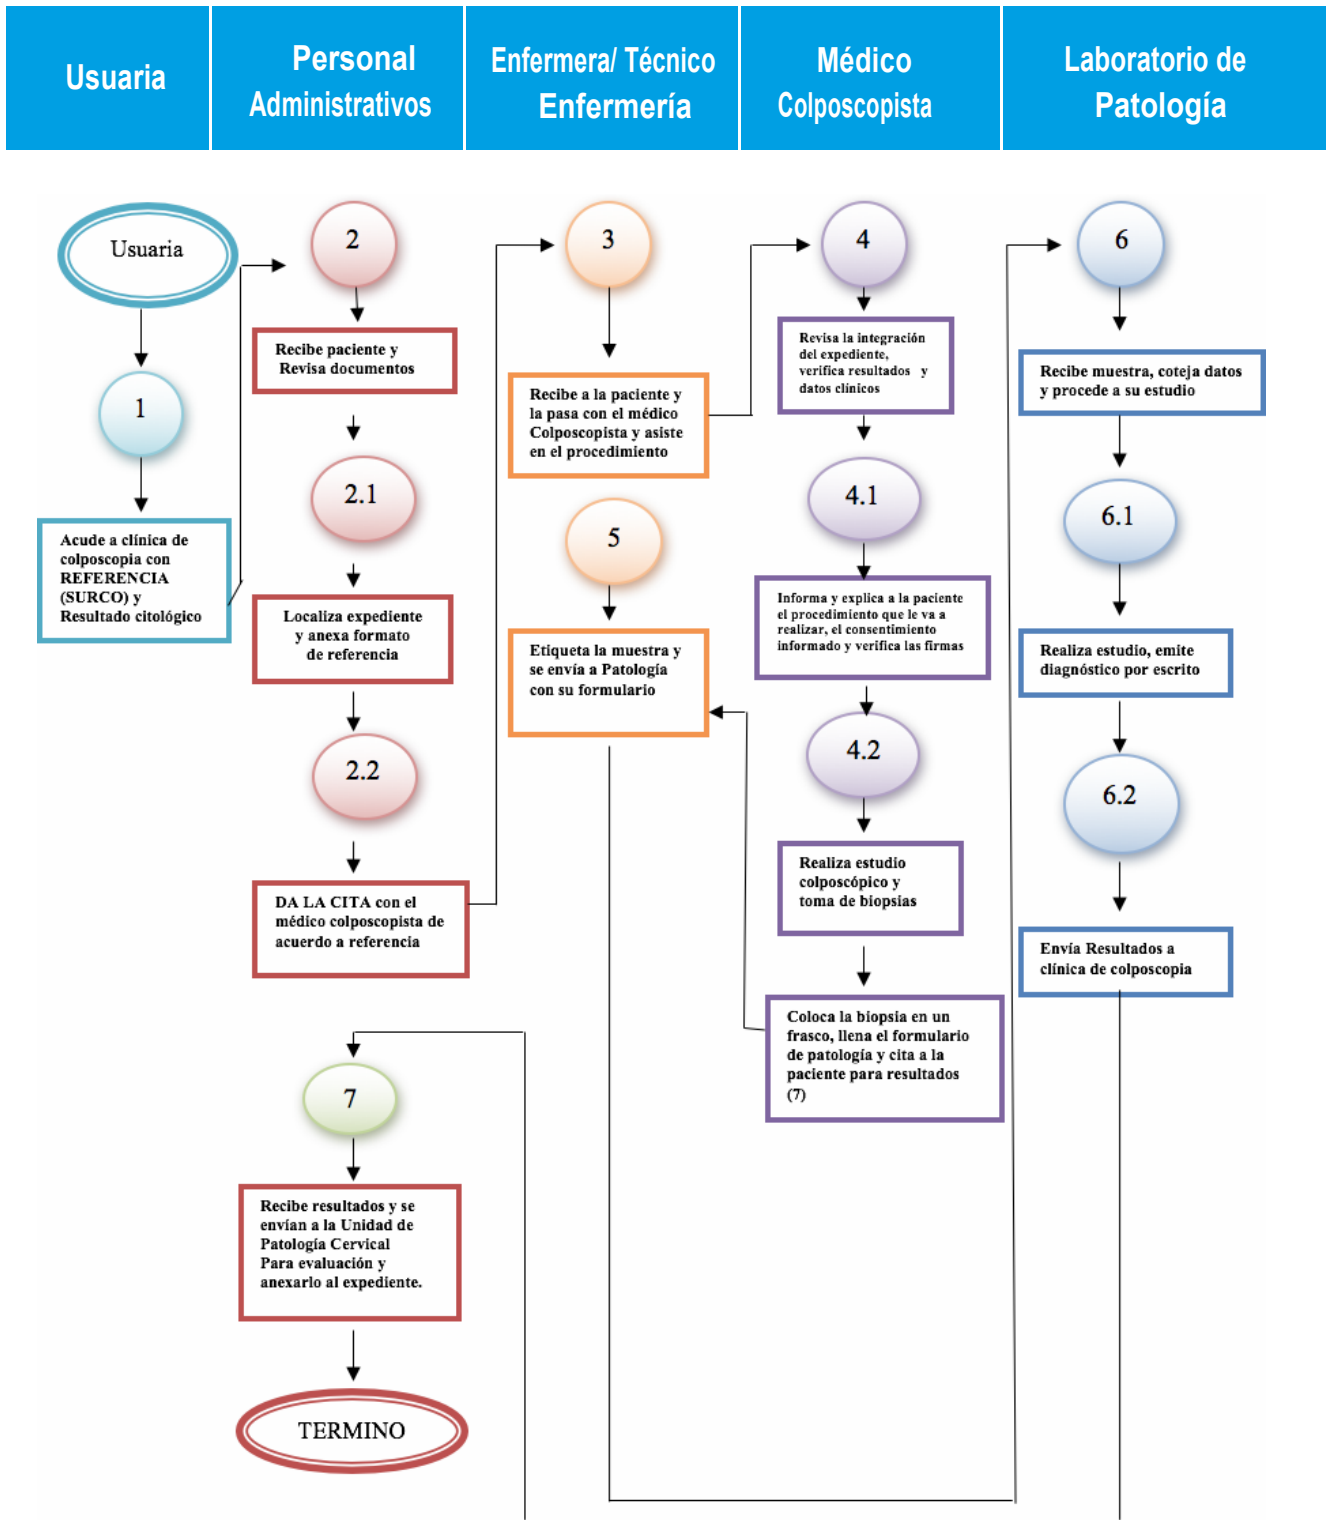 Usuaria
Personal
Administrativos
Enfermera/ Técnico
Enfermería
Médico
Colposcopista
Laboratorio de
Patología
Usuaria
1
Acude a clínica de
colposcopia con
REFERENCIA
(SURCO) y
Resultado citológico
2
Recibe paciente y
Revisa documentos
2.1
Localiza expediente
y anexa formato
de referencia
2.2
DA LA CITA con el
médico colposcopista de
acuerdo a referencia
3
Recibe a la paciente y
la pasa con el médico
Colposcopista y asiste
en el procedimiento
4
Revisa la integración
del expediente,
verifica resultados y
datos clínicos
4.1
Informa y explica a la paciente
el procedimiento que le va a
realizar, el consentimiento
informado y verifica las firmas
4.2
Realiza estudio
colposcópico y
toma de biopsias
Coloca la biopsia en un
frasco, llena el formulario
de patología y cita a la
paciente para resultados
(7)
5
Etiqueta la muestra y
se envía a Patología
con su formulario
6
Recibe muestra, coteja datos
y procede a su estudio
6.1
Realiza estudio, emite
diagnóstico por escrito
6.2
Envía Resultados a
clínica de colposcopia
7
Recibe resultados y se
envían a la Unidad de
Patología Cervical
Para evaluación y
anexarlo al expediente.
TERMINO